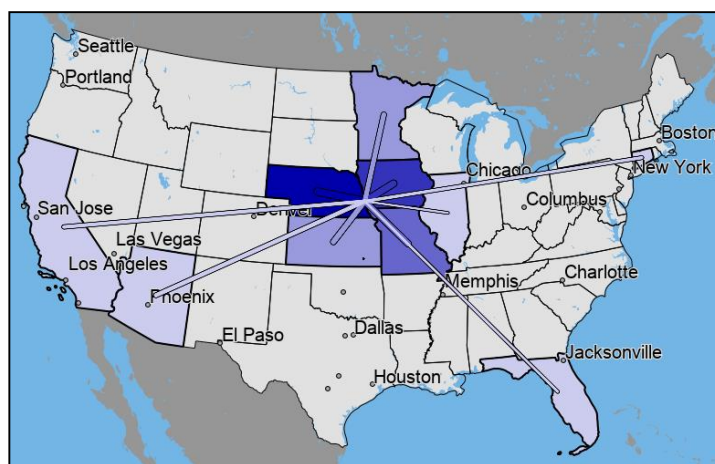 Seattle
Portland
Boston
New York
Chicago
Columbus
Denver
San Jose
Las Vegas
Los Angeles
Phoenix
Memphis
Charlotte
El Paso
Dallas
Jacksonville
Houston